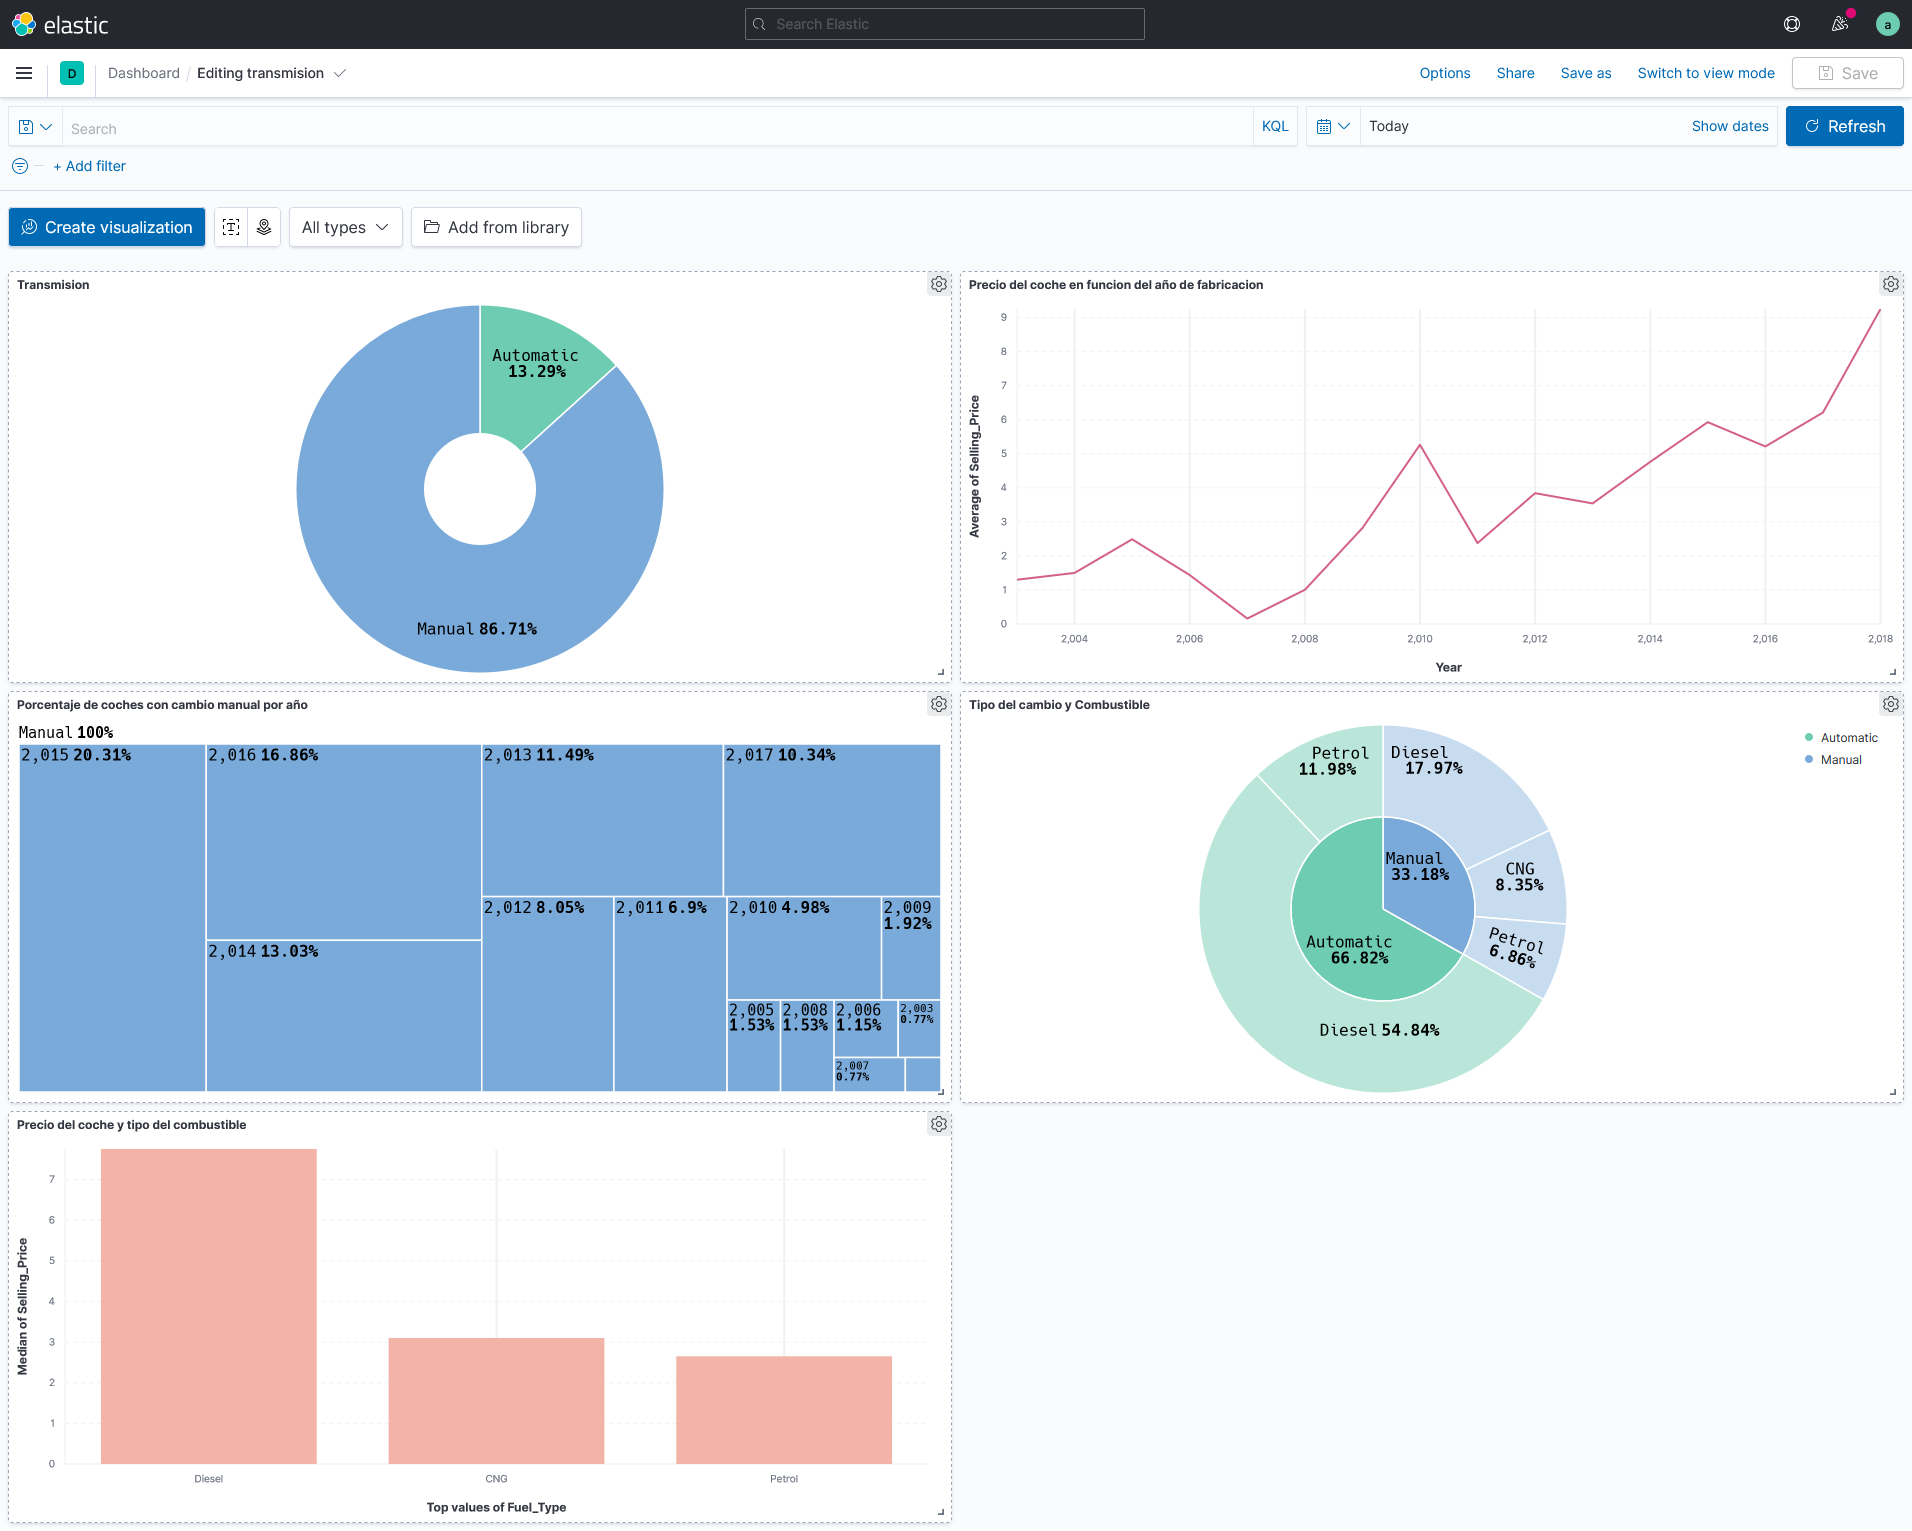 elastic
Search Elastic
a
D
Dashboard / Editing transmision
Options
Share
Save as
Switch to view mode
Save
Search
KQL
Today
Show dates
Refresh
+ Add filter
Create visualization
All types
Add from library
Transmision
Automatic
13.29%
Manual 86.71%
Precio del coche en funcion del año de fabricacion
Average of Selling_Price
9
8
7
6
5
4
3
2
1
0
2,004 2,006 2,008 2,010 2,012 2,014 2,016 2,018
Year
Porcentaje de coches con cambio manual por año
Manual 100%
2,015 20.31%
2,016 16.86%
2,013 11.49%
2,017 10.34%
2,012 8.05%
2,011 6.9%
2,010 4.98%
2,009
1.92%
2,014 13.03%
2,005
1.53%
2,008
1.53%
2,006
1.15%
2,003
0.77%
2,007
0.77%
Tipo del cambio y Combustible
Automatic
Manual
Petrol
11.98%
Diesel
17.97%
Manual
33.18%
CNG
8.35%
Petrol
6.86%
Automatic
66.82%
Diesel 54.84%
Precio del coche y tipo del combustible
Median of Selling_Price
7
6
5
4
3
2
1
0
Diesel CNG Petrol
Top values of Fuel_Type